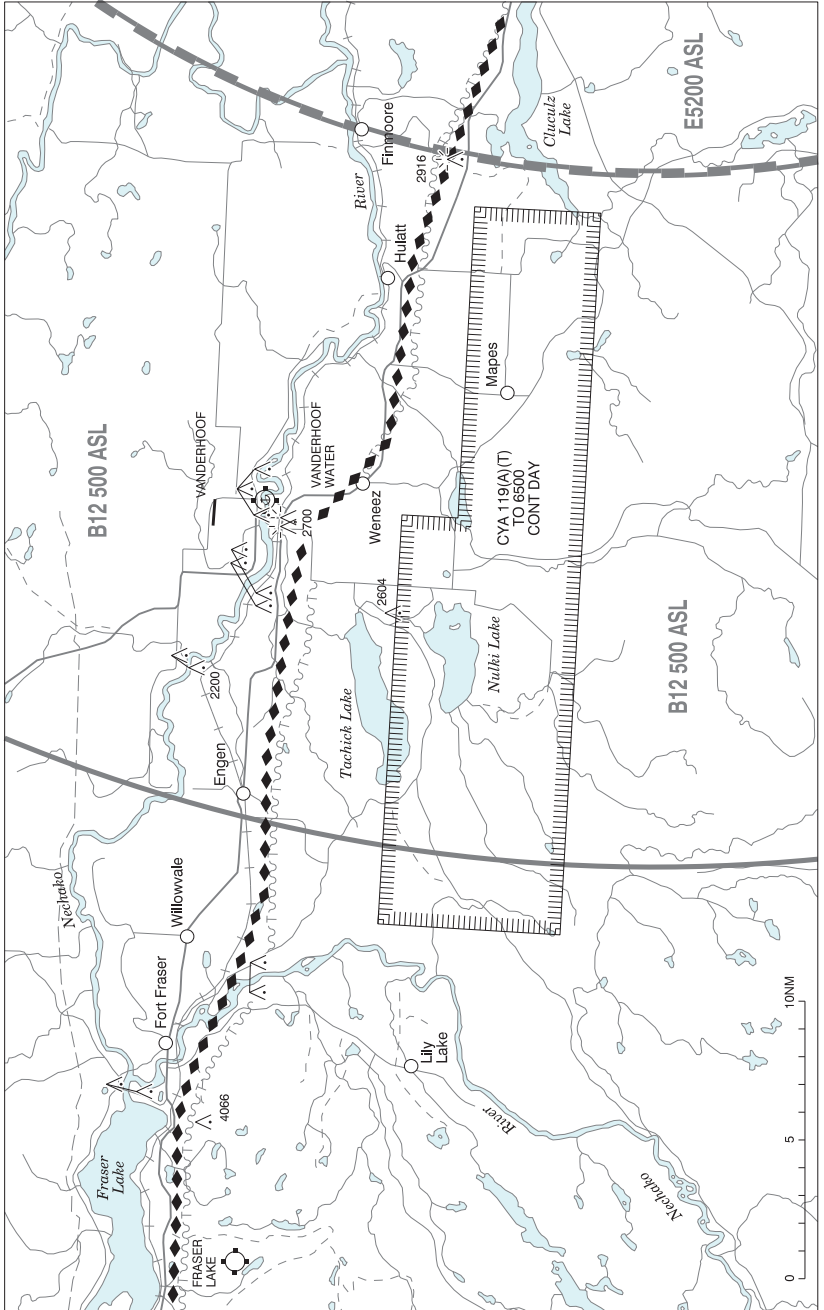 Nechako
Fraser
Lake
FRASER
LAKE
Fort Fraser
Willowvale
4066
Lily
Lake
River
Nechako
0
5
10NM
Engen
2200
Tachick Lake
2604
Nulki Lake
B12 500 ASL
VANDERHOOF
VANDERHOOF
WATER
2700
Weneez
CYA 119(A)(T)
TO 6500
CONT DAY
Mapes
B12 500 ASL
River
Hulatt
Finmoore
2916
Cluculz
Lake
E5200 ASL